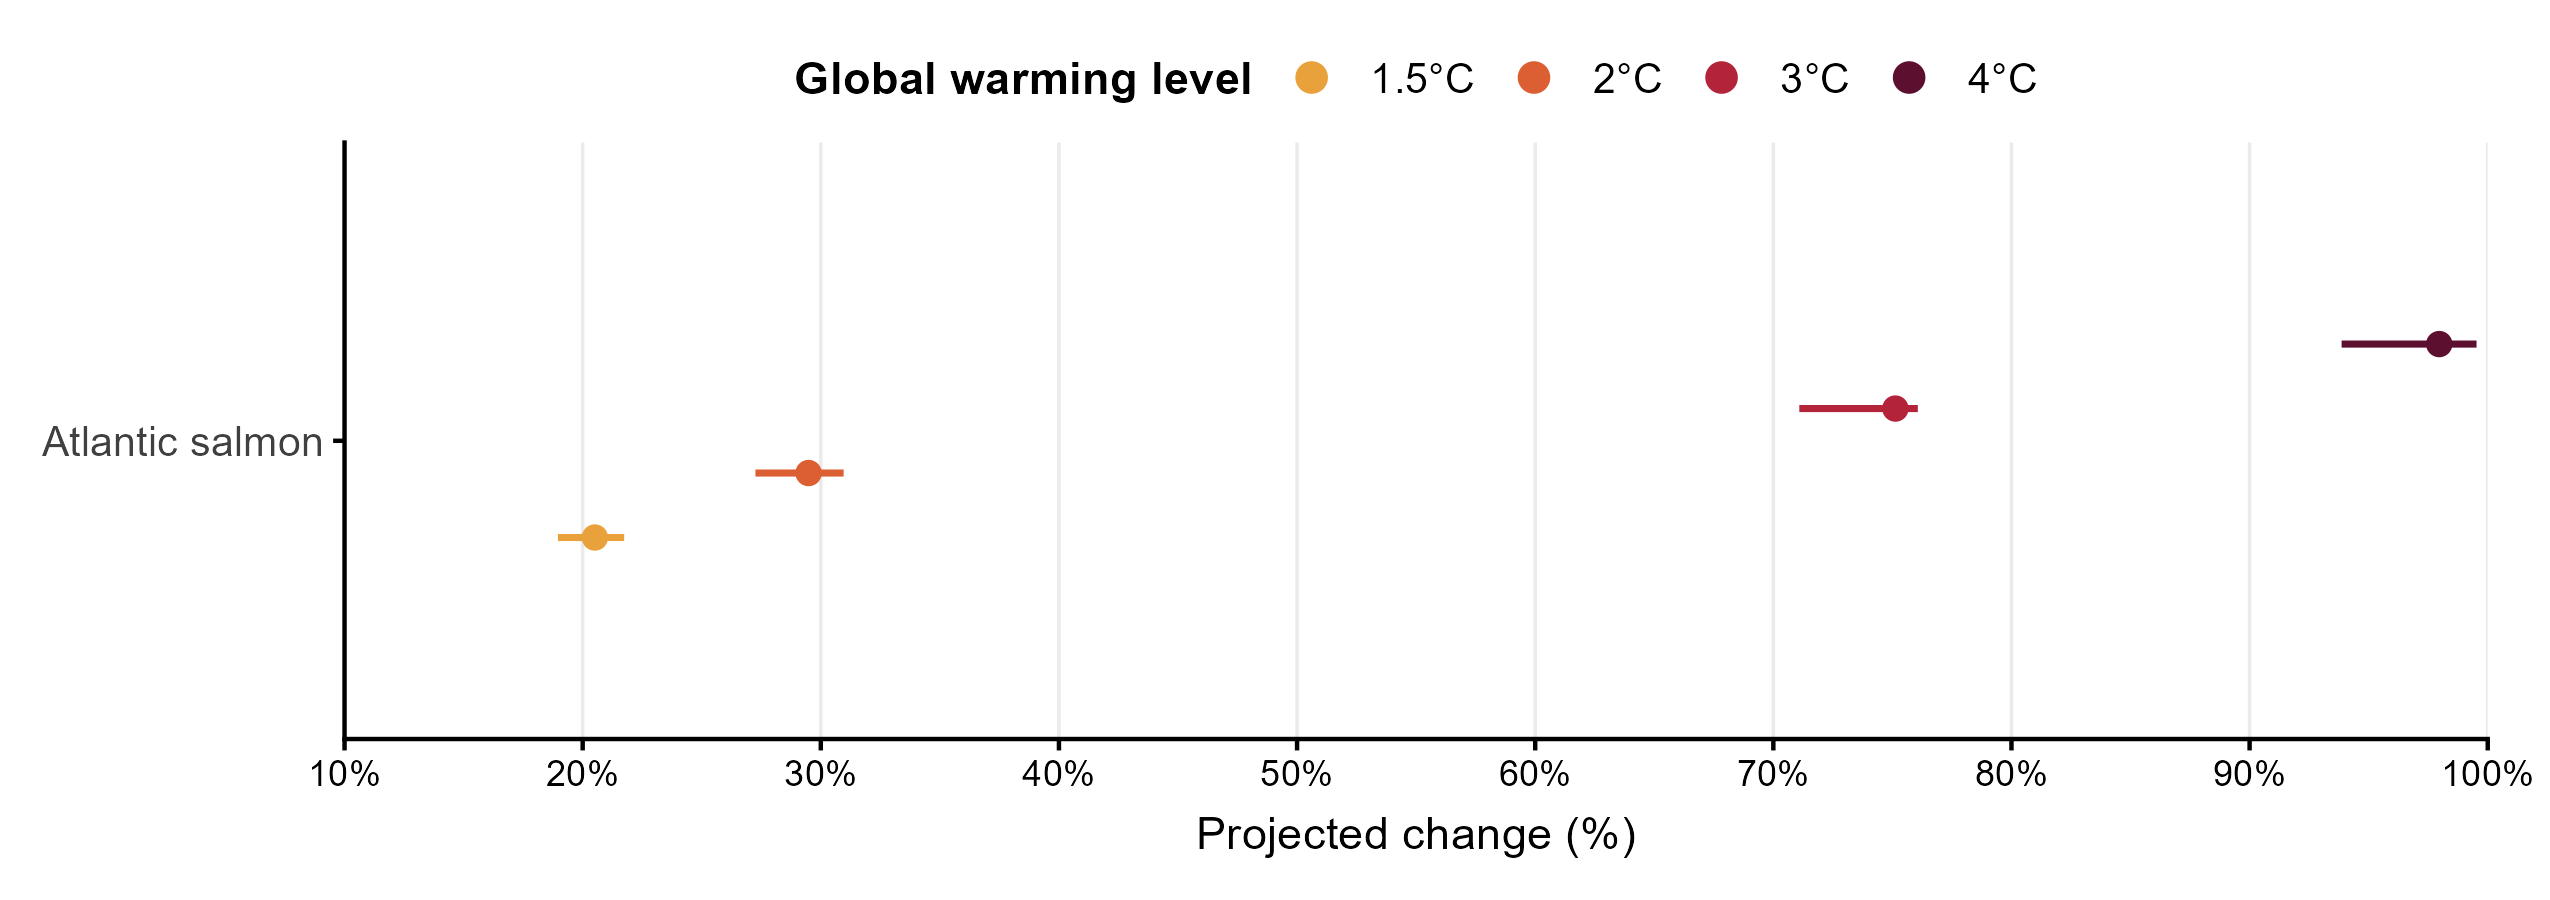 Global warming level 1.5°C 2°C 3°C 4°C
Atlantic salmon
10% 20% 30% 40% 50% 60% 70% 80% 90% 100%
Projected change (%)